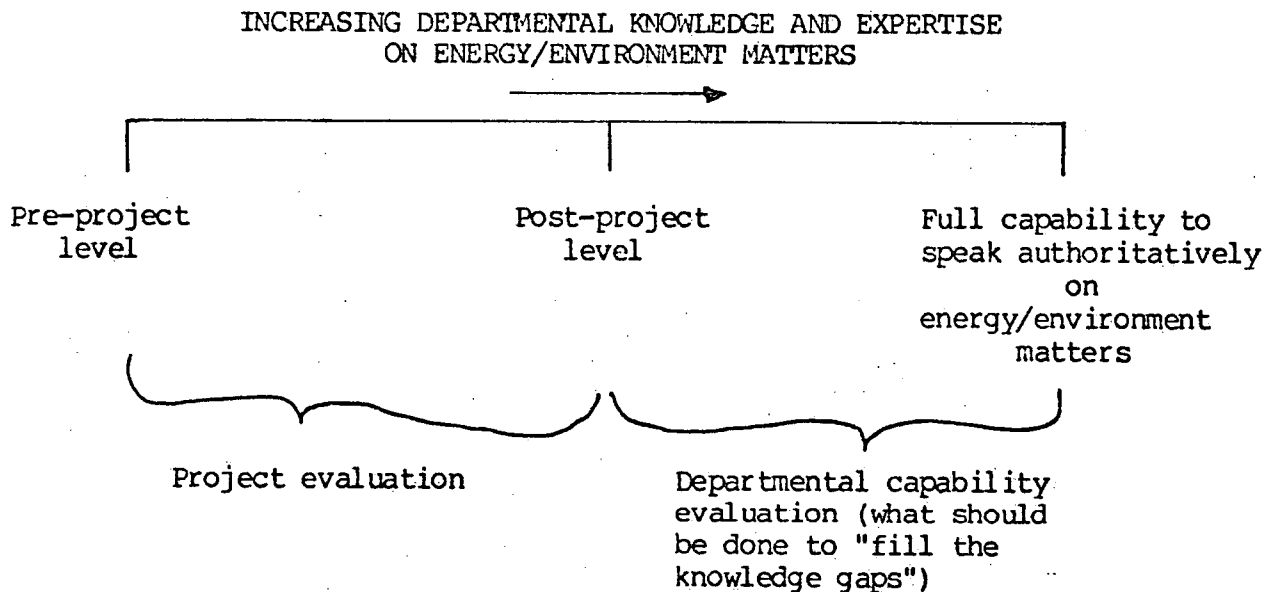 INCREASING DEPARTMENTAL KNOWLEDGE AND EXPERTISE
ON ENERGY/ENVIRONMENT MATTERS
Pre-project
level
Post-project
level
Full capability to
speak authoritatively
on
energy/environment
matters
Project evaluation
Departmental capability
evaluation (what should
be done to "fill the
knowledge gaps")